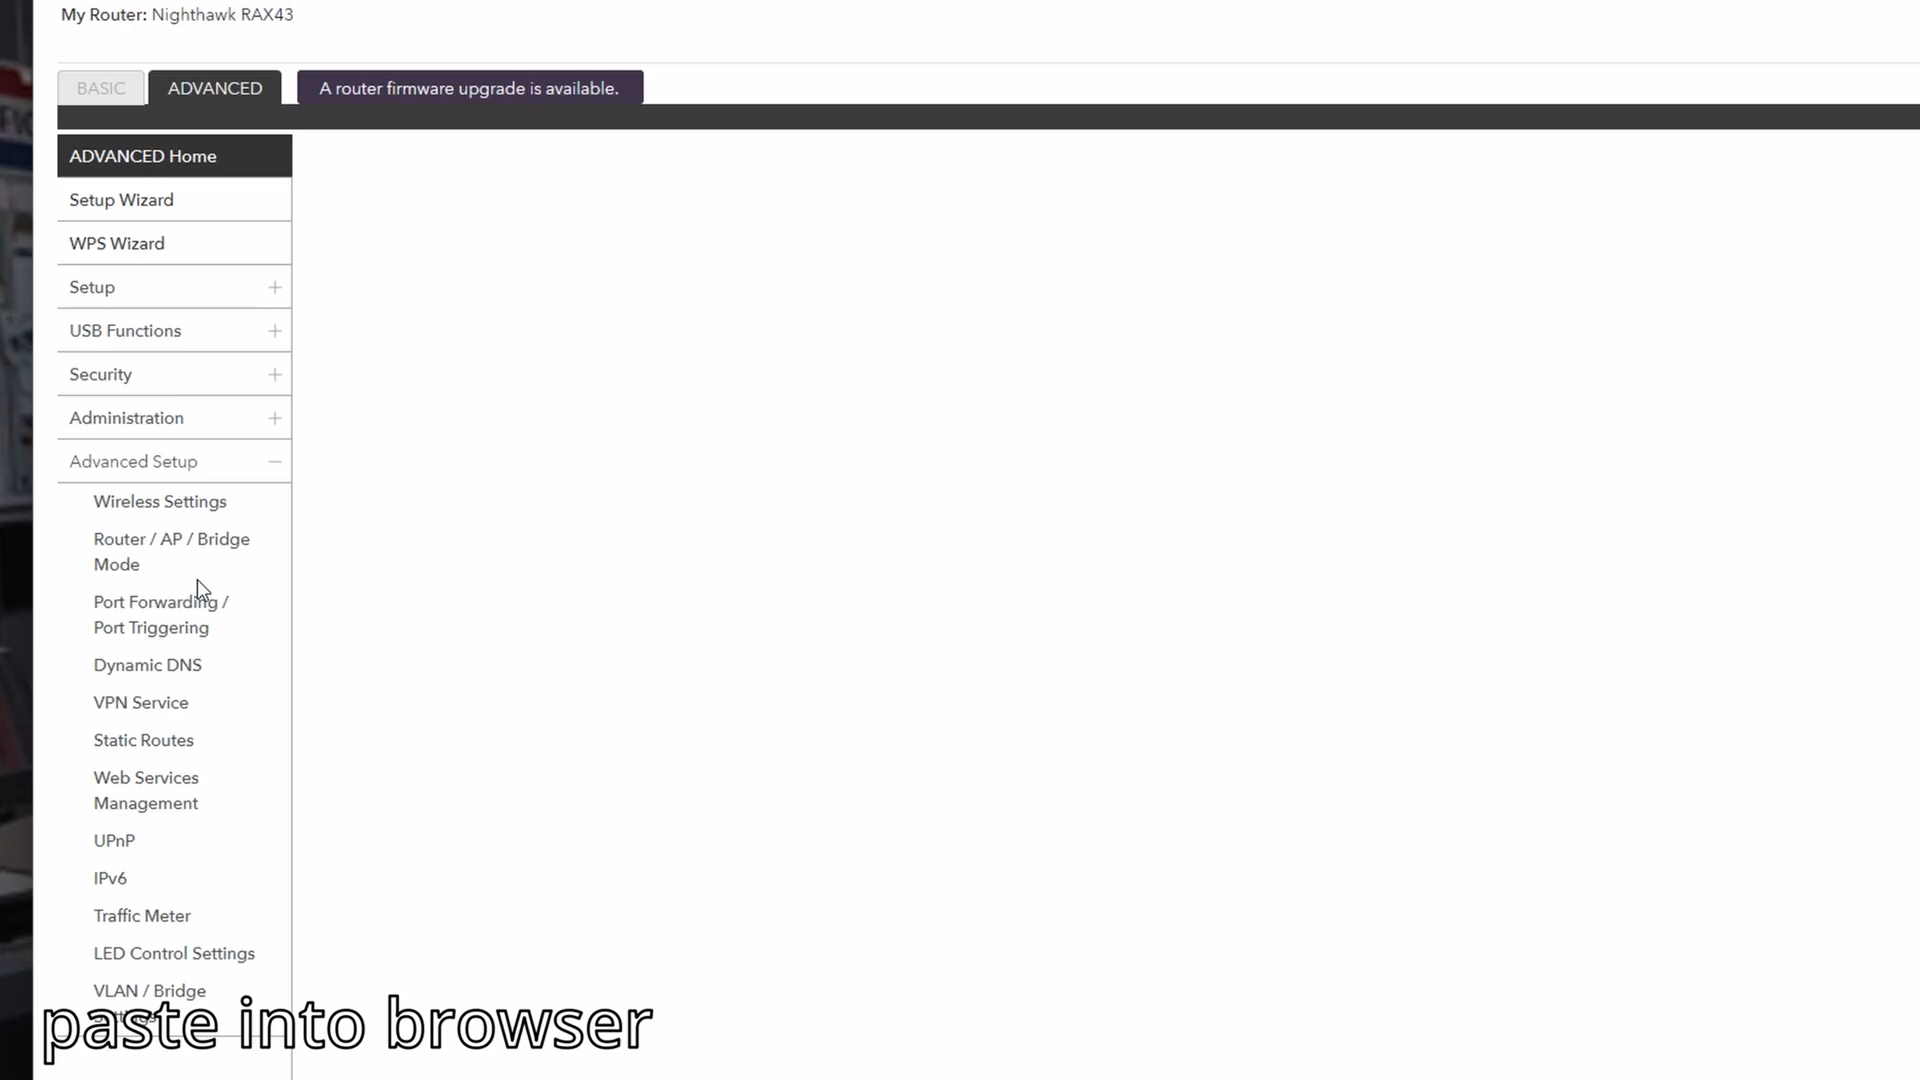 My Router: Nighthawk RAX43
BASIC
ADVANCED
A router firmware upgrade is available.
ADVANCED Home
Setup Wizard
WPS Wizard
Setup
USB Functions
Security
Administration
Advanced Setup
Wireless Settings
Router / AP / Bridge
Mode
Port Forwarding /
Port Triggering
Dynamic DNS
VPN Service
Static Routes
Web Services
Management
UPnP
IPv6
Traffic Meter
LED Control Settings
VLAN / Bridge
Settings
paste into browser